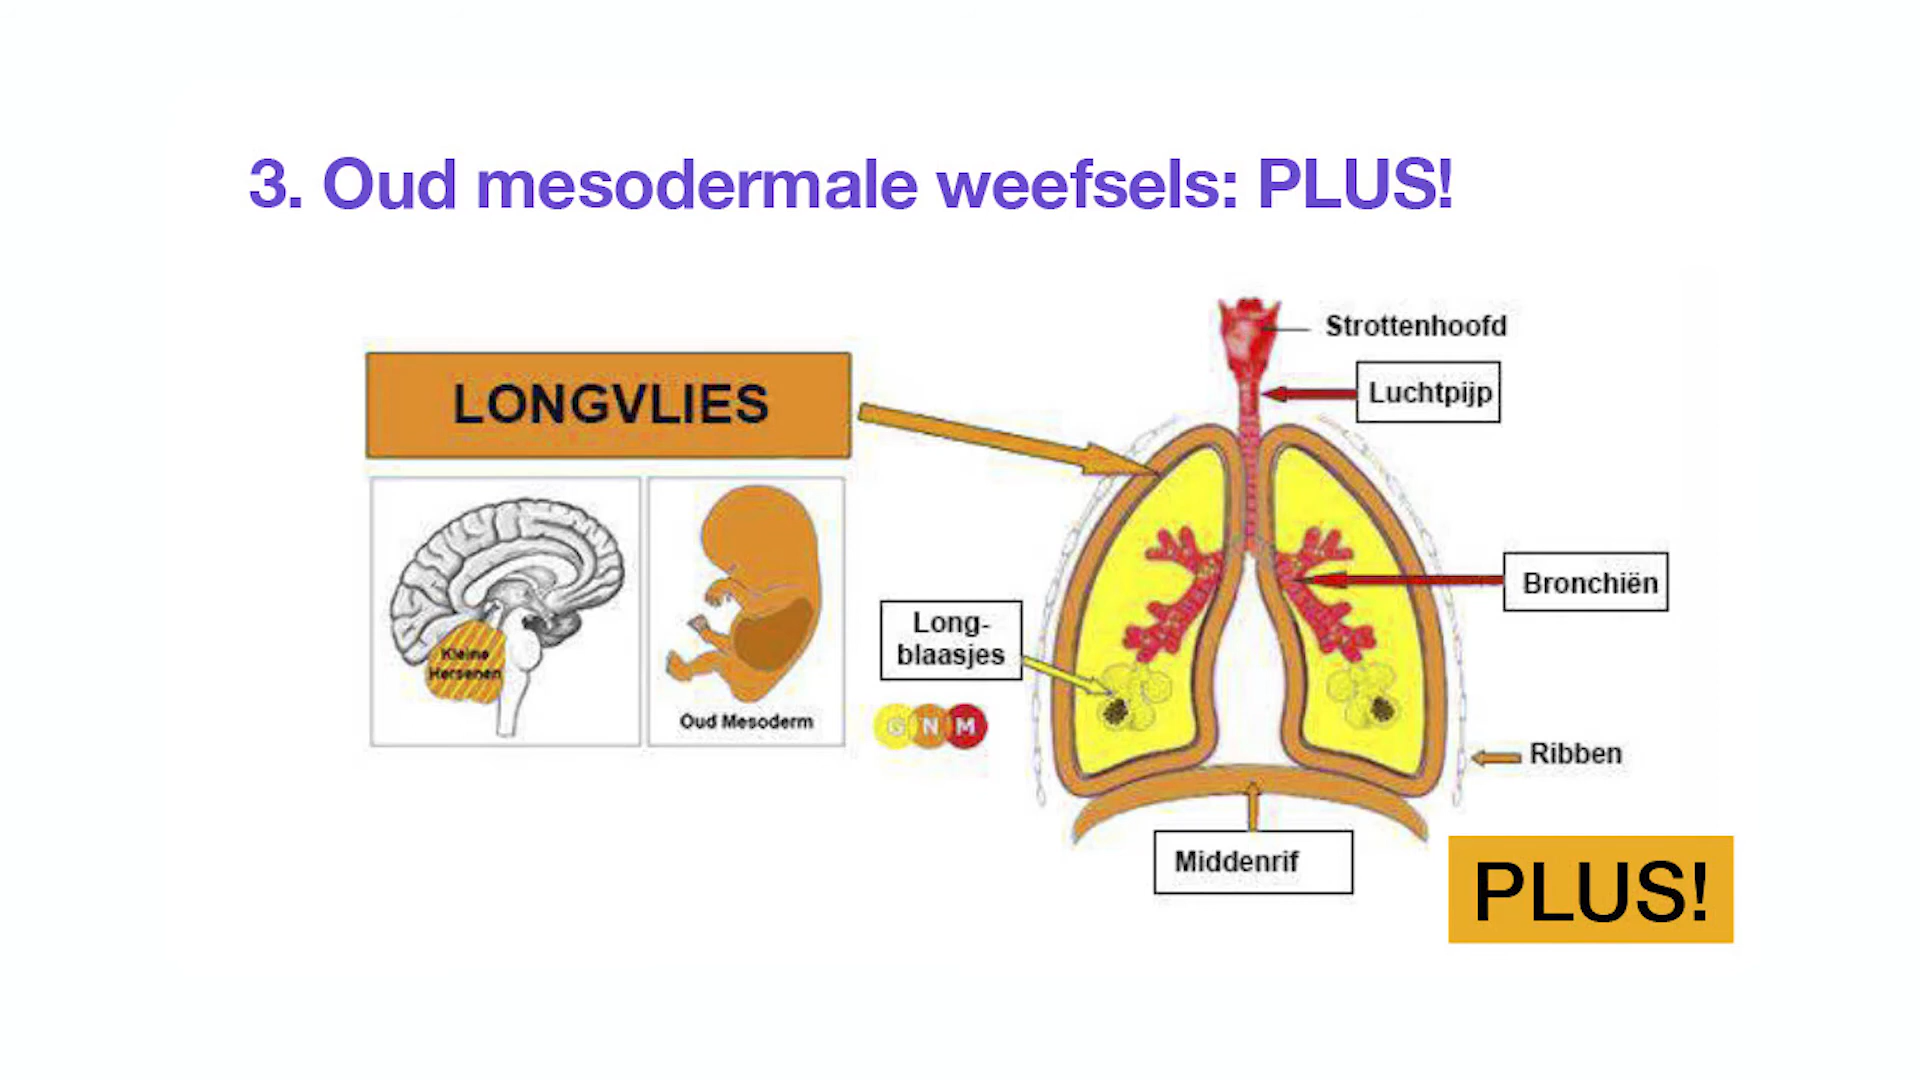 3. Oud mesodermale weefsels: PLUS!
Strottenhoofd
Luchtpijp
LONGVLIES
Bronchiën
Long-
blaasjes
Kleine
Hersenen
Oud Mesoderm
G N M
Ribben
Middenrif
PLUS!